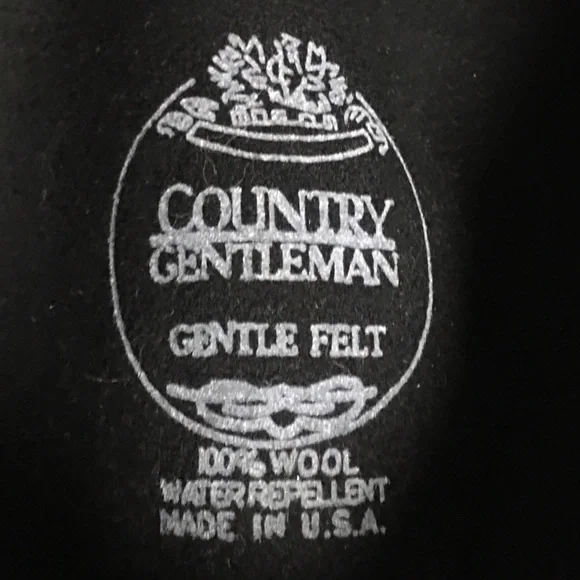 COUNTRY
GENTLEMAN
GENTLE FELT
100% WOOL
WATER REPELLENT
MADE IN U.S.A.